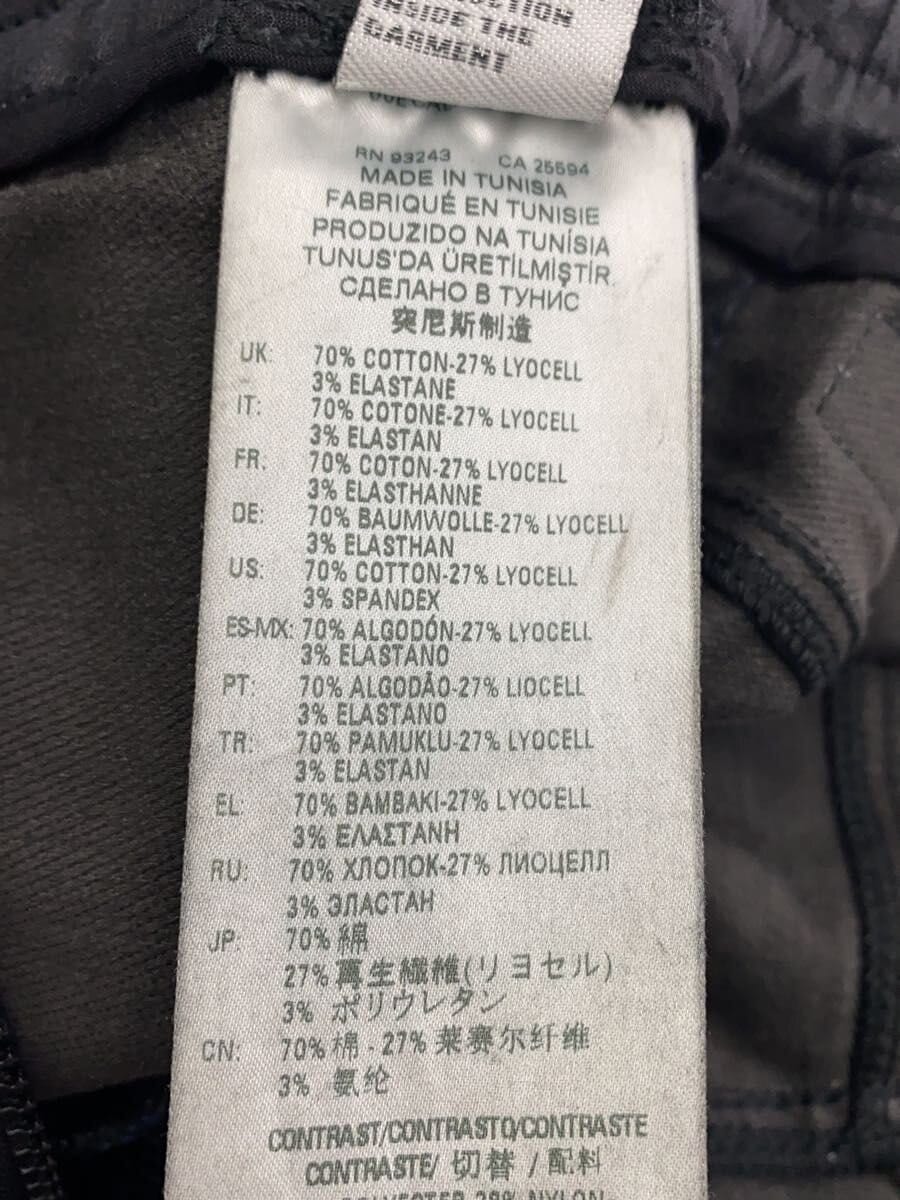 INSIDE THE
GARMENT
RN 93243 CA 25594
MADE IN TUNISIA
FABRIQUÉ EN TUNISIE
PRODUZIDO NA TUNÍSIA
TUNUS'DA ÜRETİLMİŞTİR
СДЕЛАНО В ТУНИС
突尼斯制造
UK: 70% COTTON-27% LYOCELL
3% ELASTANE
IT: 70% COTONE-27% LYOCELL
3% ELASTAN
FR: 70% COTON-27% LYOCELL
3% ELASTHANNE
DE: 70% BAUMWOLLE-27% LYOCELL
3% ELASTHAN
US: 70% COTTON-27% LYOCELL
3% SPANDEX
ES-MX: 70% ALGODÓN-27% LYOCELL
3% ELASTANO
PT: 70% ALGODÃO-27% LIOCELL
3% ELASTANO
TR: 70% PAMUKLU-27% LYOCELL
3% ELASTAN
EL: 70% BAMBAKI-27% LYOCELL
3% ΕΛΑΣΤΑΝΗ
RU: 70% ХЛОПОК-27% ЛИОЦЕЛЛ
3% ЭЛАСТАН
JP: 70% 綿
27% 再生繊維(リヨセル)
3% ポリウレタン
CN: 70% 棉 - 27% 莱赛尔纤维
3% 氨纶
CONTRAST/CONTRASTO/CONTRASTE
CONTRASTE/ 切替 / 配料
POLYESTER 28% NYLON